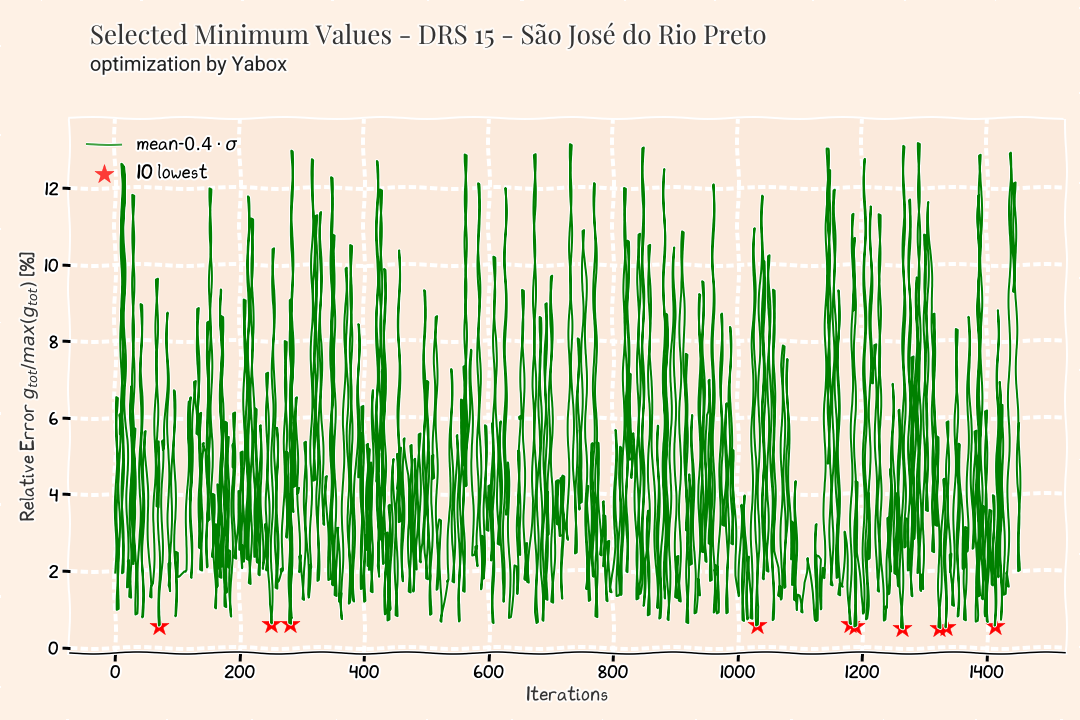 Selected Minimum Values - DRS 15 - São José do Rio Preto
optimization by Yabox
mean-0.4 · σ
10 lowest
Relative Error g_tot/max(g_tot) [%]
12
10
8
6
4
2
0
0 200 400 600 800 1000 1200 1400
Iterations